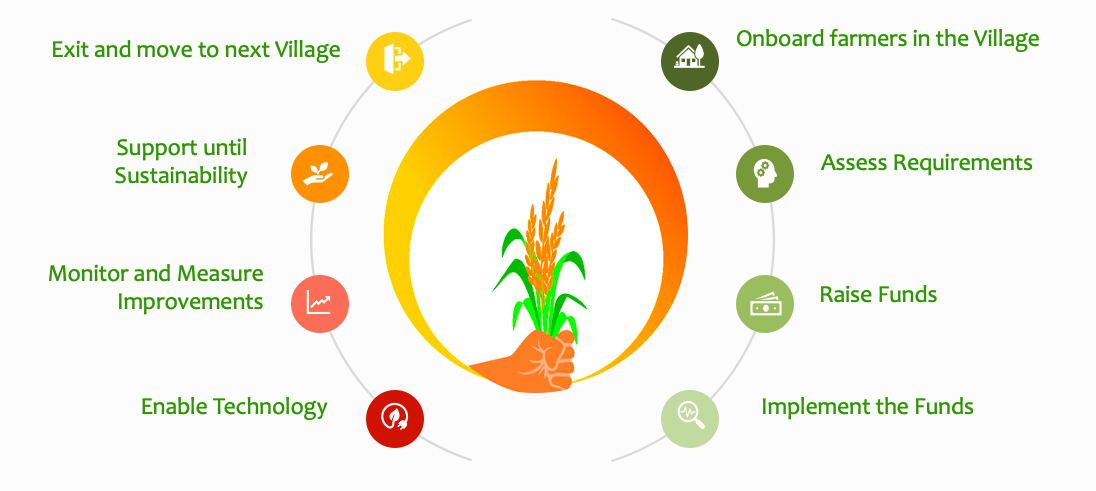 Exit and move to next Village
Onboard farmers in the Village
Support until
Sustainability
Assess Requirements
Monitor and Measure
Improvements
Raise Funds
Enable Technology
Implement the Funds